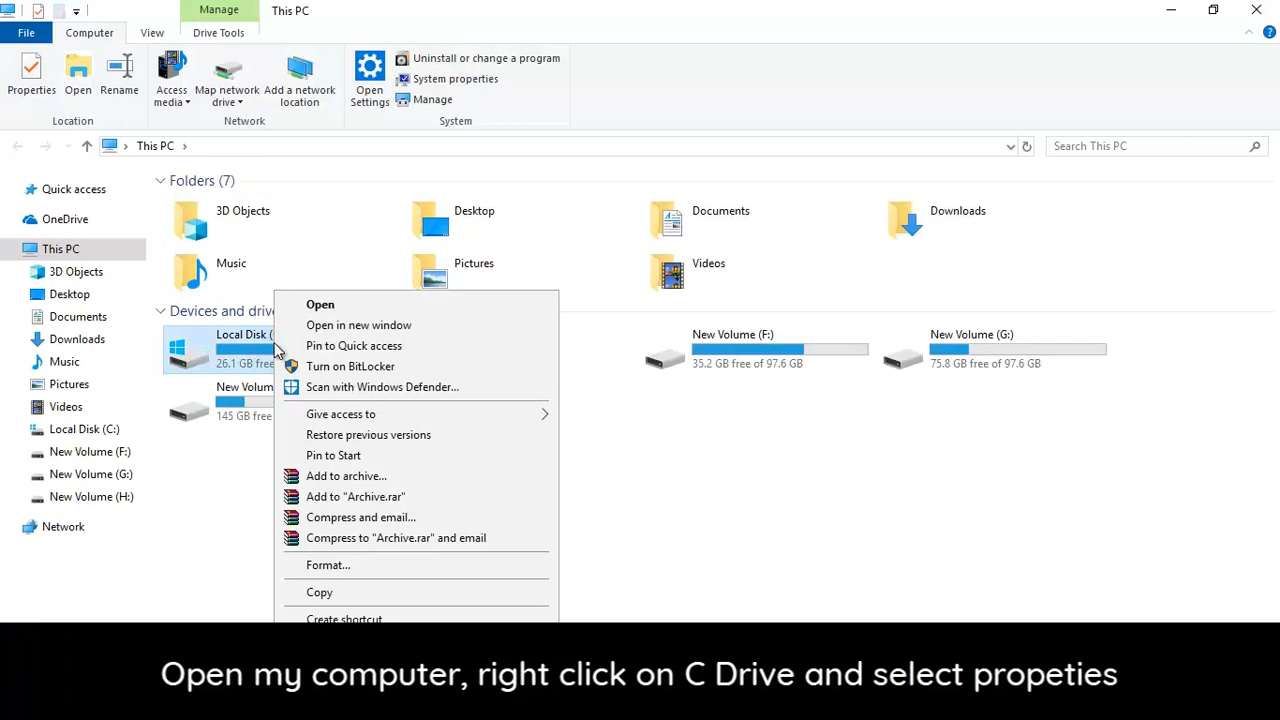 Manage
This PC
File
Computer
View
Drive Tools
Properties
Open
Rename
Access media
Map network drive
Add a network location
Open Settings
Uninstall or change a program
System properties
Manage
Location
Network
System
This PC
Search This PC
Quick access
OneDrive
This PC
3D Objects
Desktop
Documents
Downloads
Music
Pictures
Videos
Local Disk (C:)
New Volume (F:)
New Volume (G:)
New Volume (H:)
Network
Folders (7)
3D Objects
Desktop
Documents
Downloads
Music
Pictures
Videos
Devices and drive
Local Disk (
26.1 GB free
New Volum
145 GB free
New Volume (F:)
35.2 GB free of 97.6 GB
New Volume (G:)
75.8 GB free of 97.6 GB
Open
Open in new window
Pin to Quick access
Turn on BitLocker
Scan with Windows Defender...
Give access to
Restore previous versions
Pin to Start
Add to archive...
Add to "Archive.rar"
Compress and email...
Compress to "Archive.rar" and email
Format...
Copy
Create shortcut
Open my computer, right click on C Drive and select propeties